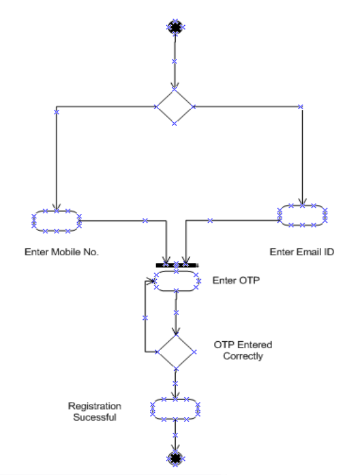 Enter Mobile No.
Enter Email ID
Enter OTP
OTP Entered
Correctly
Registration
Sucessful